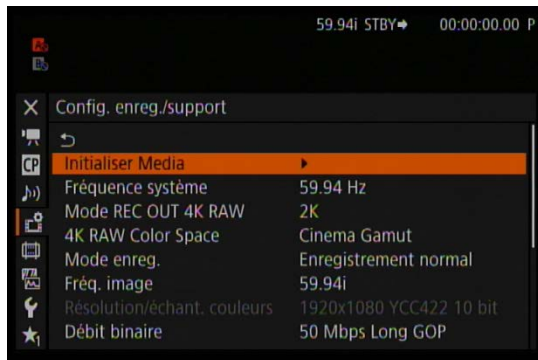 59.94i STBY➡ 00:00:00.00 P
A
B
Config. enreg./support
CP
Initialiser Media
Fréquence système 59.94 Hz
Mode REC OUT 4K RAW 2K
4K RAW Color Space Cinema Gamut
Mode enreg. Enregistrement normal
Fréq. image 59.94i
Résolution/échant. couleurs 1920x1080 YCC422 10 bit
Débit binaire 50 Mbps Long GOP
★1